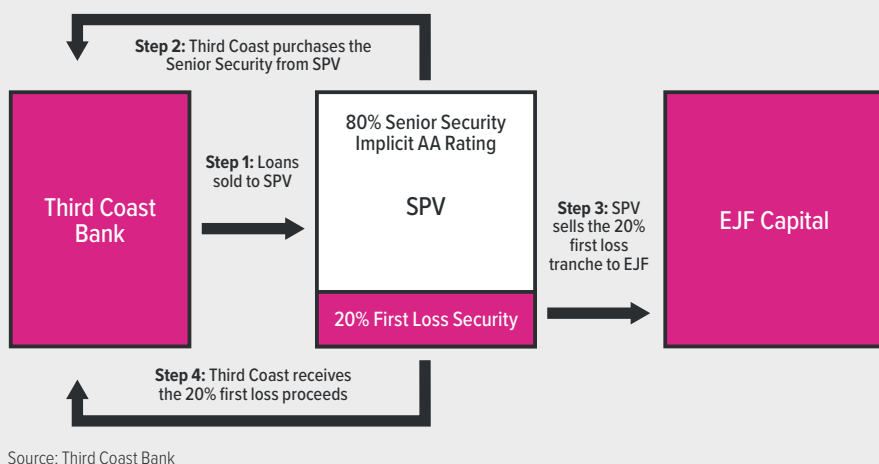 Step 2: Third Coast purchases the
Senior Security from SPV
Third Coast
Bank
Step 1: Loans
sold to SPV
80% Senior Security
Implicit AA Rating
SPV
20% First Loss Security
Step 3: SPV
sells the 20%
first loss
tranche to EJF
EJF Capital
Step 4: Third Coast receives
the 20% first loss proceeds
Source: Third Coast Bank